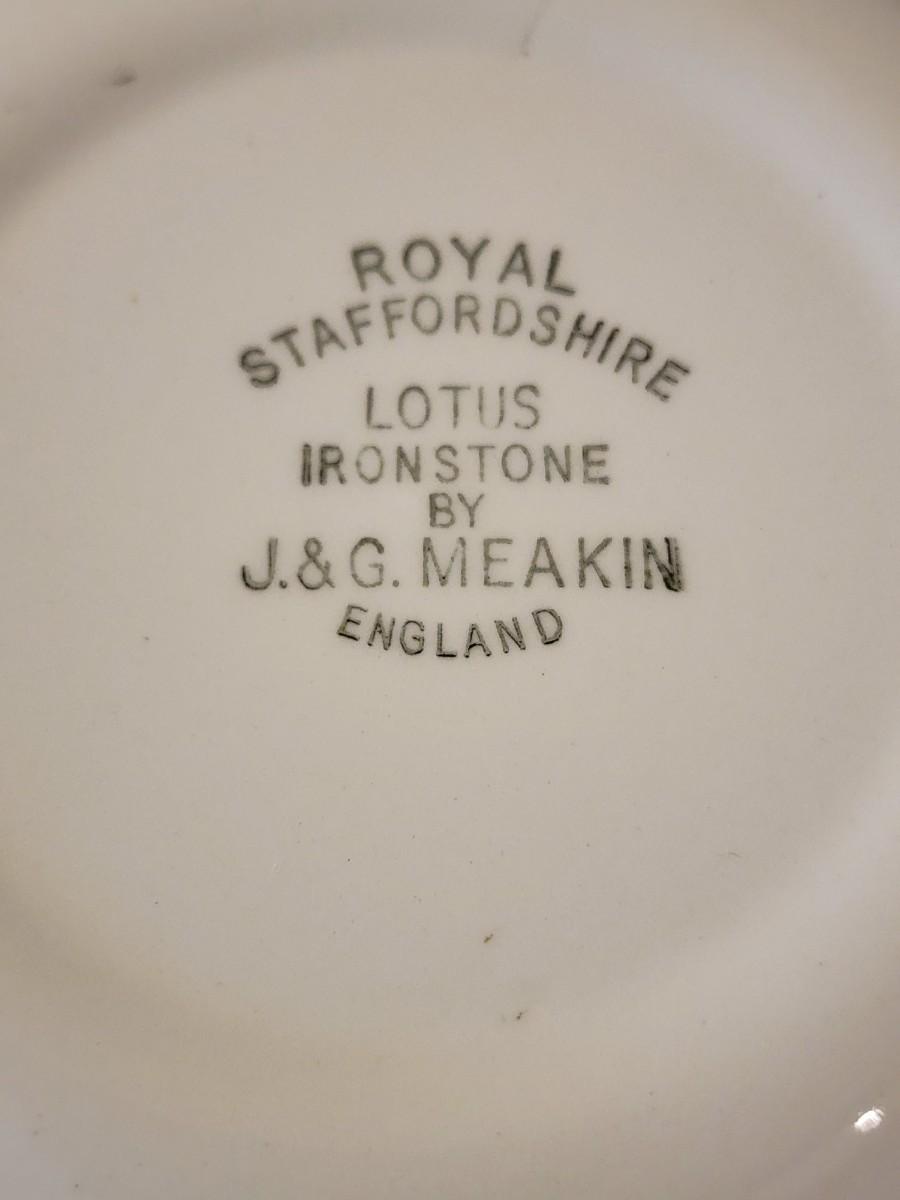 ROYAL
STAFFORDSHIRE
LOTUS
IRONSTONE
BY
J.&G. MEAKIN
ENGLAND